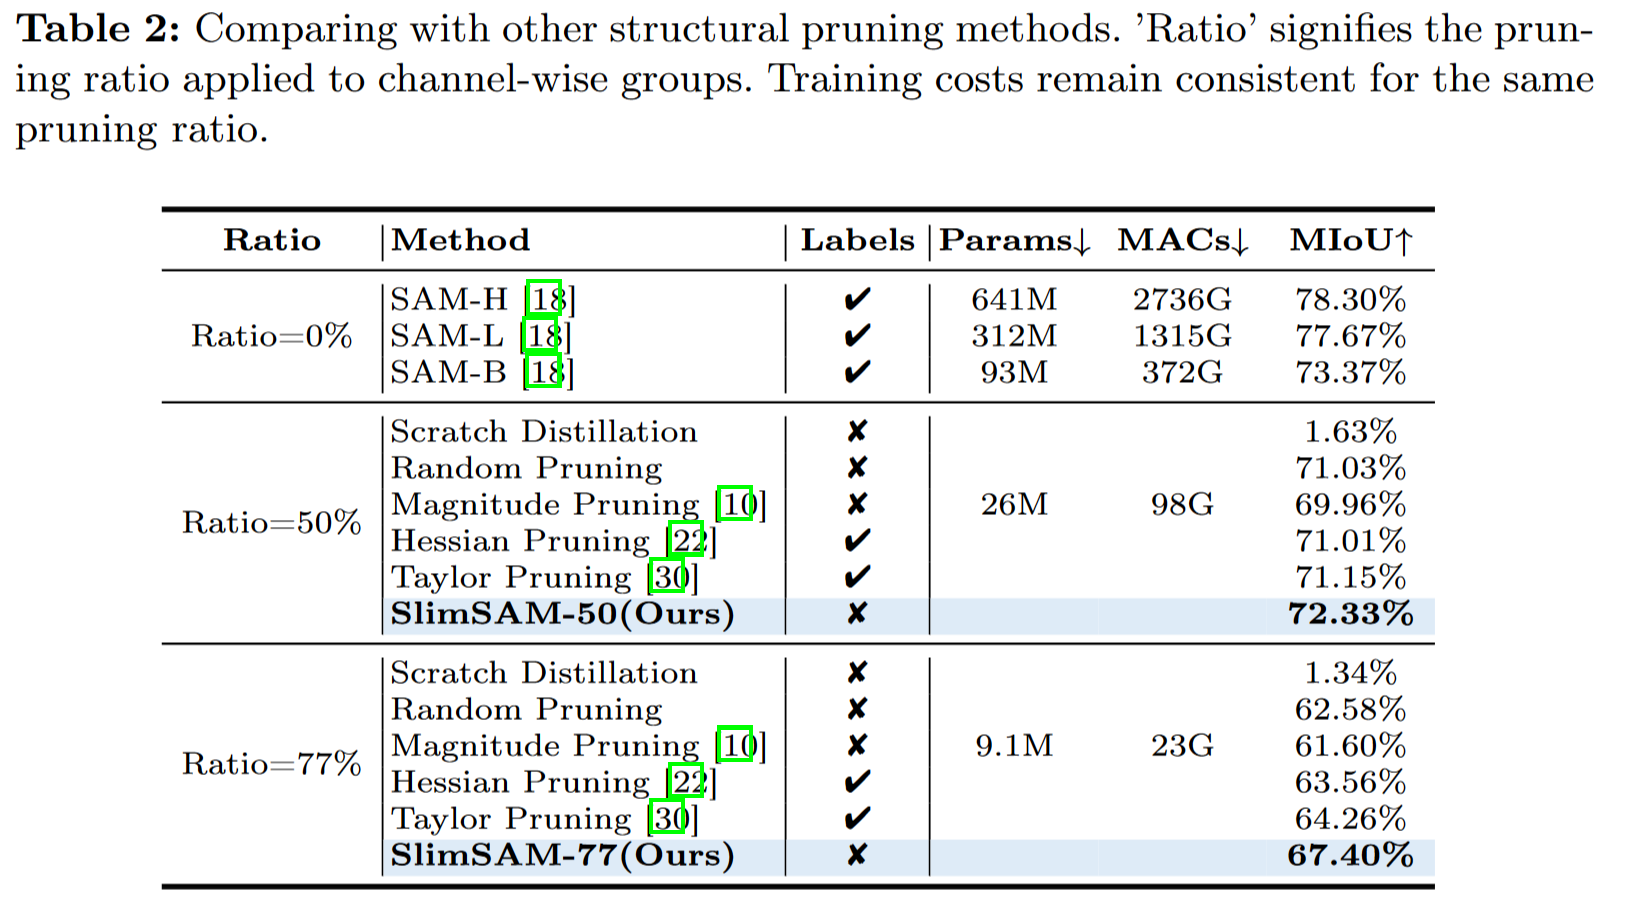 Table 2: Comparing with other structural pruning methods. ’Ratio’ signifies the prun-
ing ratio applied to channel-wise groups. Training costs remain consistent for the same
pruning ratio.
Ratio Method Labels Params↓ MACs↓ MIoU↑
SAM-H [18] ✔ 641M 2736G 78.30%
Ratio=0% SAM-L [18] ✔ 312M 1315G 77.67%
SAM-B [18] ✔ 93M 372G 73.37%
Scratch Distillation ✘ 1.63%
Random Pruning ✘ 71.03%
Magnitude Pruning [10] ✘ 26M 98G 69.96%
Ratio=50%
Hessian Pruning [22] ✔ 71.01%
Taylor Pruning [30] ✔ 71.15%
SlimSAM-50(Ours) ✘ 72.33%
Scratch Distillation ✘ 1.34%
Random Pruning ✘ 62.58%
Magnitude Pruning [10] ✘ 9.1M 23G 61.60%
Ratio=77%
Hessian Pruning [22] ✔ 63.56%
Taylor Pruning [30] ✔ 64.26%
SlimSAM-77(Ours) ✘ 67.40%